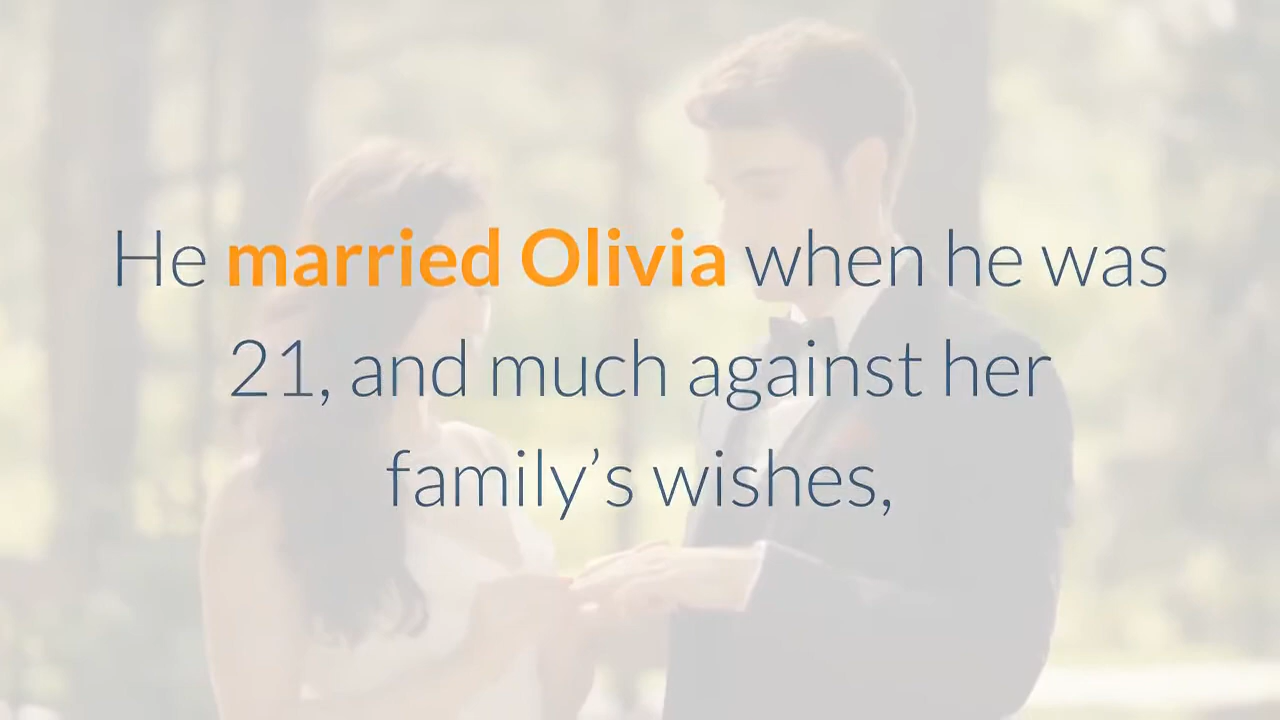 He married Olivia when he was
21, and much against her
family’s wishes,